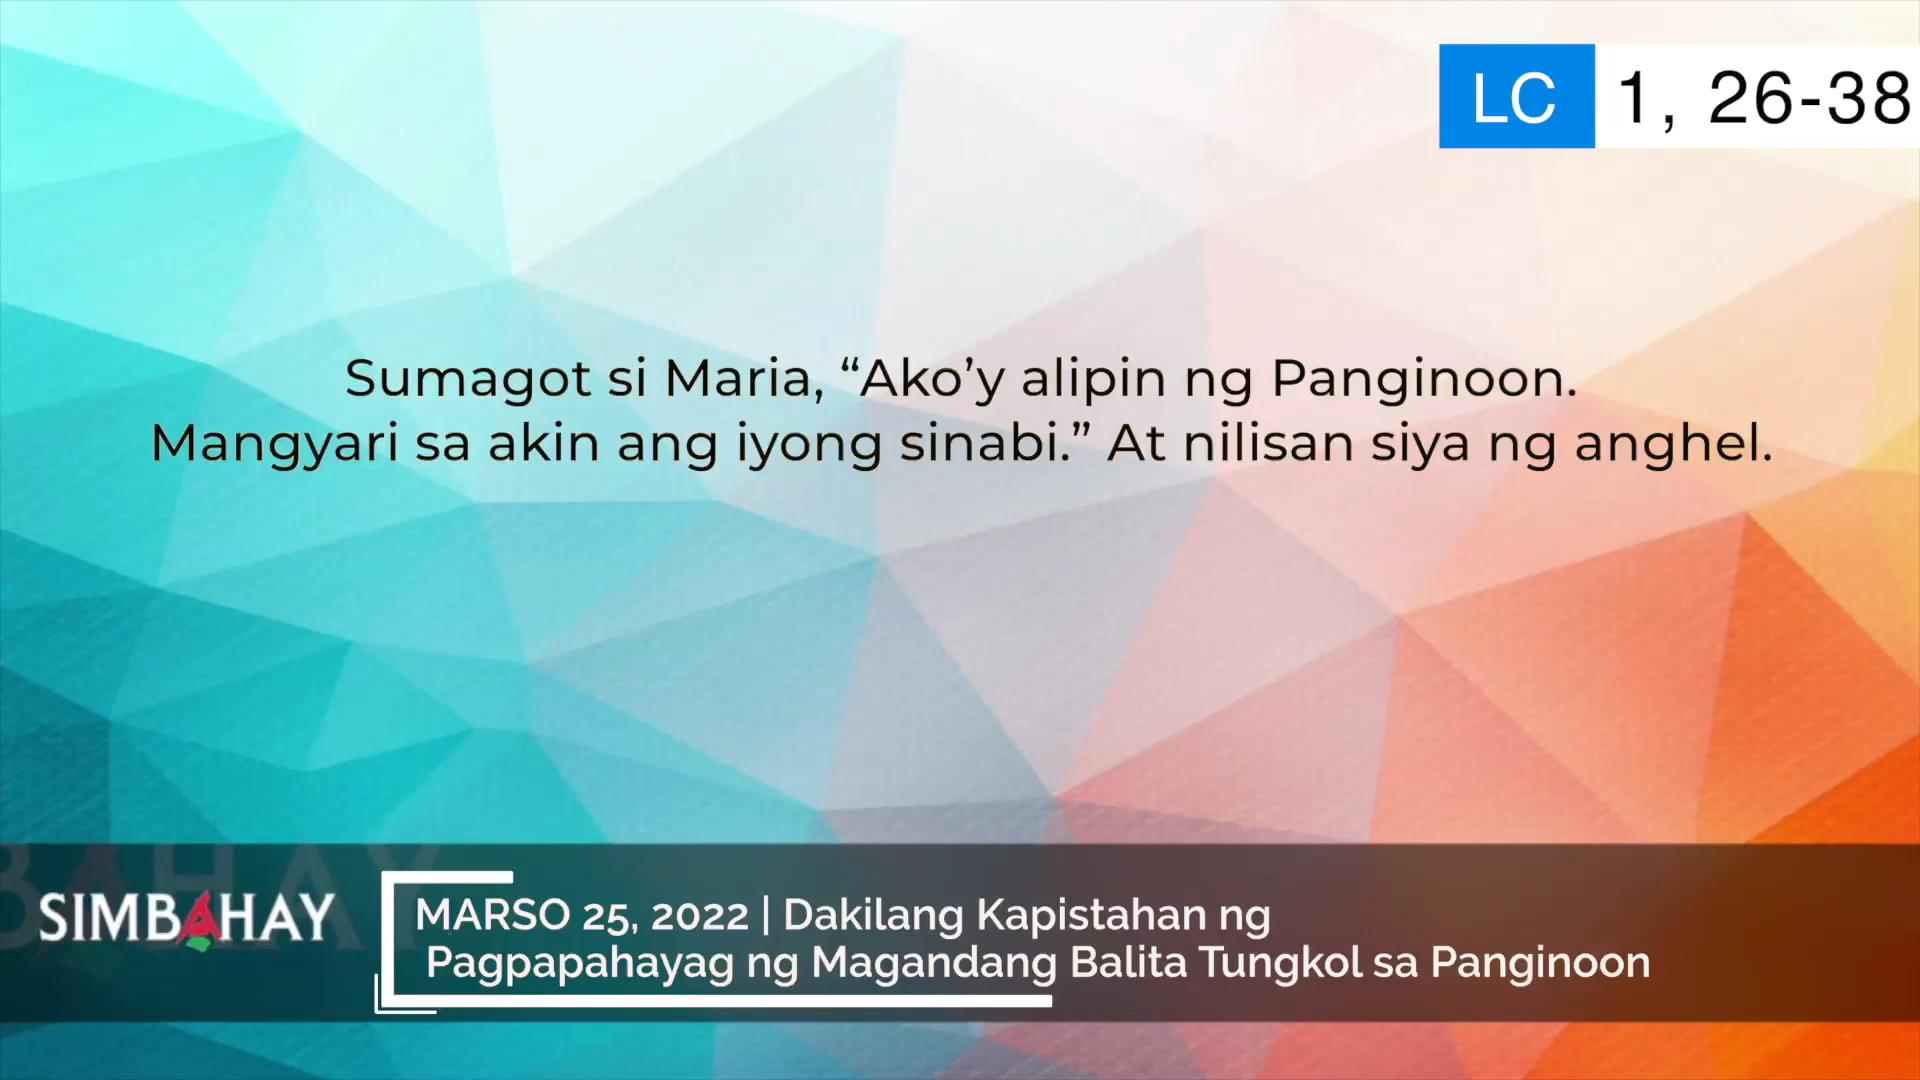 LC 1, 26-38
Sumagot si Maria, “Ako’y alipin ng Panginoon.
Mangyari sa akin ang iyong sinabi.” At nilisan siya ng anghel.
SIMBAHAY
MARSO 25, 2022 | Dakilang Kapistahan ng
Pagpapahayag ng Magandang Balita Tungkol sa Panginoon